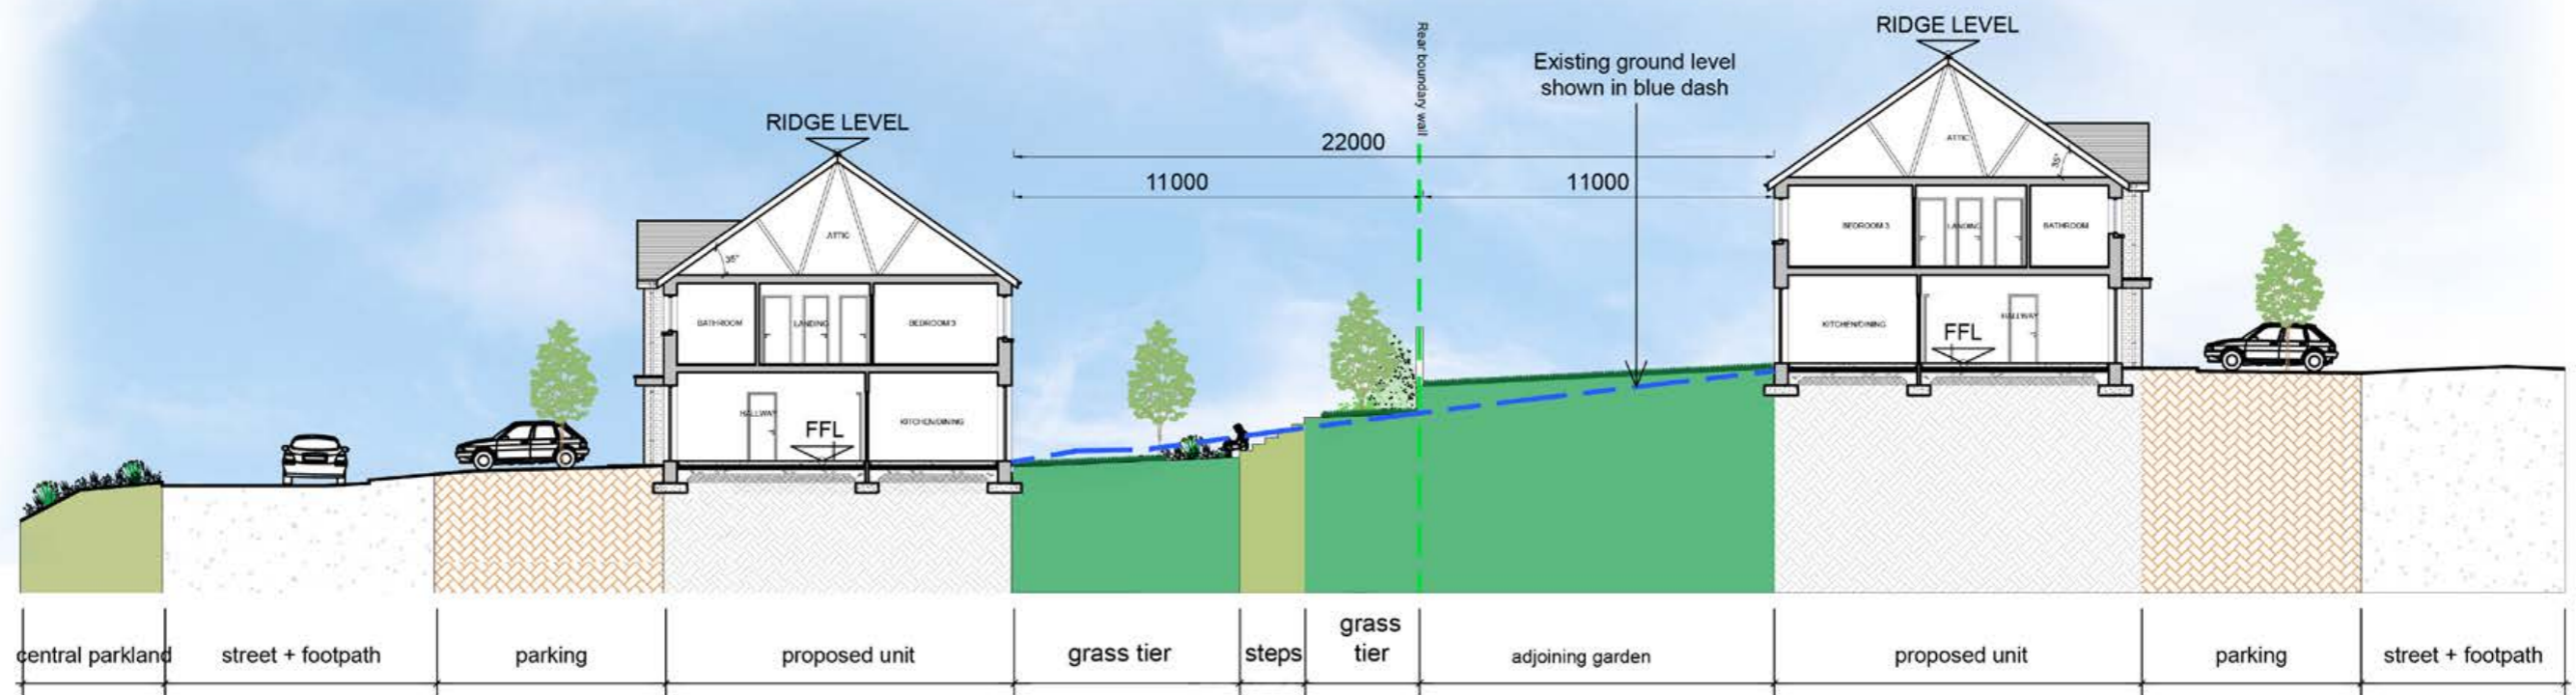 RIDGE LEVEL
RIDGE LEVEL
Rear boundary wall
Existing ground level
shown in blue dash
22000
11000
11000
ATTIC
35°
ATTIC
35°
BATHROOM
LANDING
BEDROOM 3
BEDROOM 3
LANDING
BATHROOM
HALLWAY
FFL
KITCHEN/DINING
KITCHEN/DINING
FFL
HALLWAY
central parkland
street + footpath
parking
proposed unit
grass tier
steps
grass
tier
adjoining garden
proposed unit
parking
street + footpath